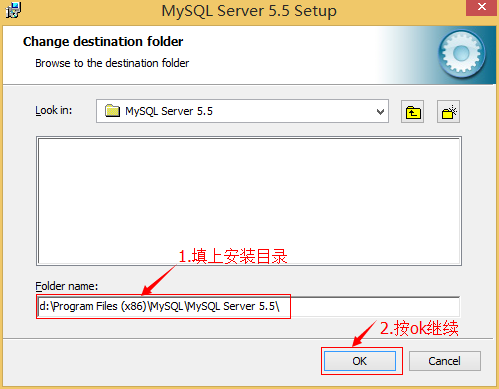 MySQL Server 5.5 Setup
Change destination folder
Browse to the destination folder
Look in:
MySQL Server 5.5
1.填上安装目录
Folder name:
d:\Program Files (x86)\MySQL\MySQL Server 5.5\
2.按ok继续
OK
Cancel